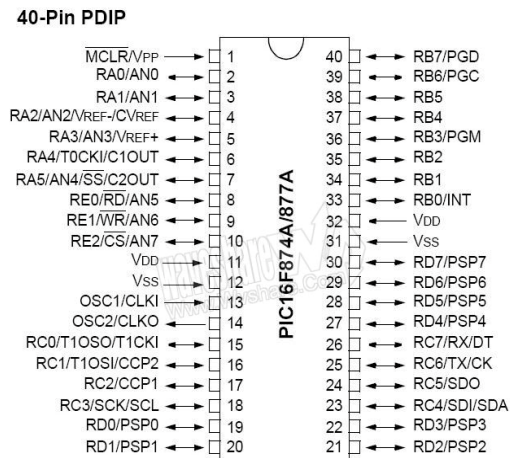 40-Pin PDIP
MCLR/VPP 1 40 RB7/PGD
RA0/AN0 2 39 RB6/PGC
RA1/AN1 3 38 RB5
RA2/AN2/VREF-/CVREF 4 37 RB4
RA3/AN3/VREF+ 5 36 RB3/PGM
RA4/T0CKI/C1OUT 6 35 RB2
RA5/AN4/SS/C2OUT 7 34 RB1
RE0/RD/AN5 8 33 RB0/INT
RE1/WR/AN6 9 32 VDD
RE2/CS/AN7 10 31 VSS
VDD 11 30 RD7/PSP7
VSS 12 29 RD6/PSP6
OSC1/CLKI 13 28 RD5/PSP5
OSC2/CLKO 14 27 RD4/PSP4
RC0/T1OSO/T1CKI 15 26 RC7/RX/DT
RC1/T1OSI/CCP2 16 25 RC6/TX/CK
RC2/CCP1 17 24 RC5/SDO
RC3/SCK/SCL 18 23 RC4/SDI/SDA
RD0/PSP0 19 22 RD3/PSP3
RD1/PSP1 20 21 RD2/PSP2
PIC16F874A/877A